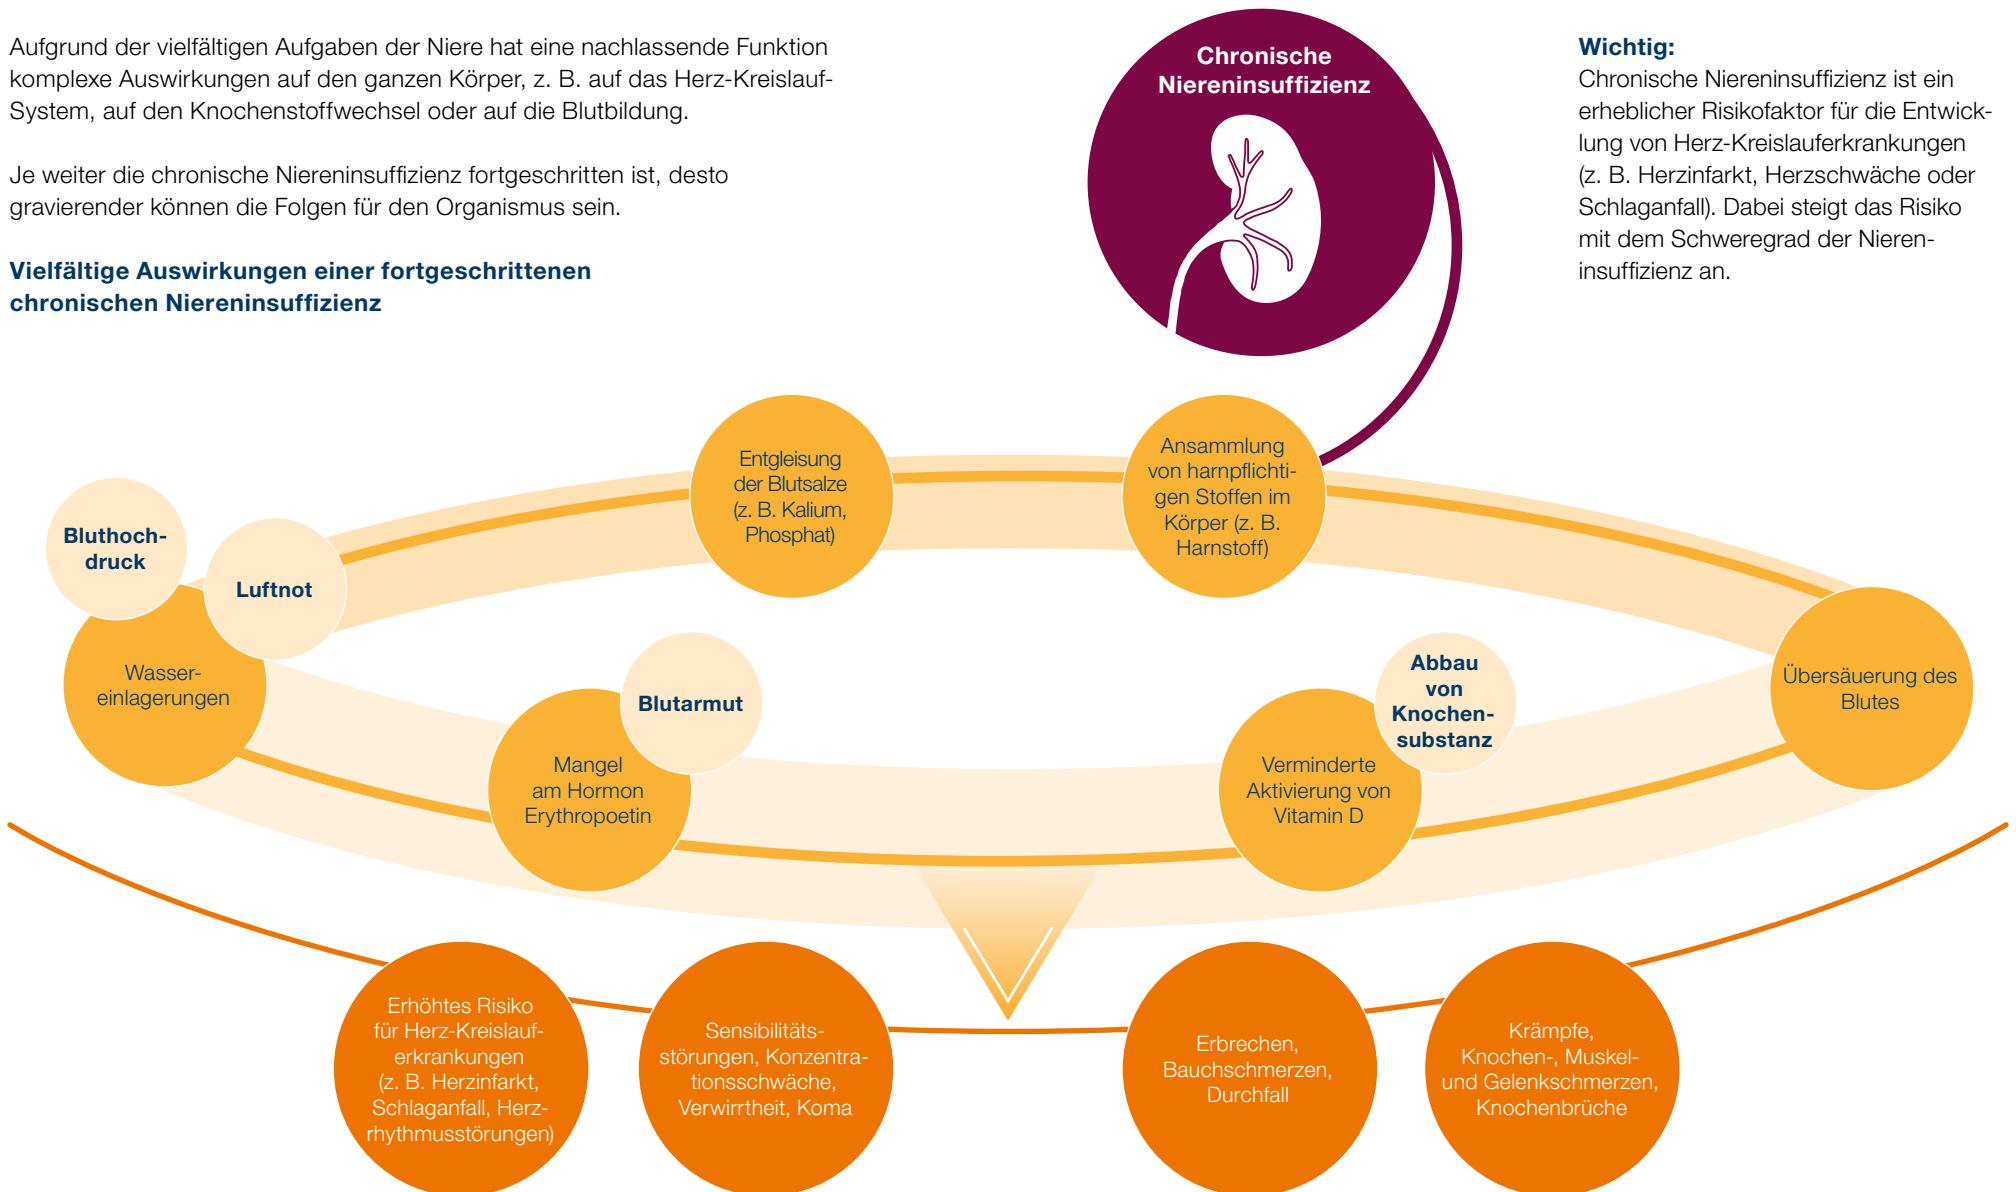 Aufgrund der vielfältigen Aufgaben der Niere hat eine nachlassende Funktion
komplexe Auswirkungen auf den ganzen Körper, z. B. auf das Herz-Kreislauf-
System, auf den Knochenstoffwechsel oder auf die Blutbildung.
Je weiter die chronische Niereninsuffizienz fortgeschritten ist, desto
gravierender können die Folgen für den Organismus sein.
Vielfältige Auswirkungen einer fortgeschrittenen
chronischen Niereninsuffizienz
Chronische
Niereninsuffizienz
Wichtig:
Chronische Niereninsuffizienz ist ein
erheblicher Risikofaktor für die Entwick-
lung von Herz-Kreislauferkrankungen
(z. B. Herzinfarkt, Herzschwäche oder
Schlaganfall). Dabei steigt das Risiko
mit dem Schweregrad der Nieren-
insuffizienz an.
Entgleisung
der Blutsalze
(z. B. Kalium,
Phosphat)
Ansammlung
von harnpflichti-
gen Stoffen im
Körper (z. B.
Harnstoff)
Bluthoch-
druck
Luftnot
Wasser-
einlagerungen
Blutarmut
Mangel
am Hormon
Erythropoetin
Abbau
von
Knochen-
substanz
Verminderte
Aktivierung von
Vitamin D
Übersäuerung des
Blutes
Erhöhtes Risiko
für Herz-Kreislauf-
erkrankungen
(z. B. Herzinfarkt,
Schlaganfall, Herz-
rhythmusstörungen)
Sensibilitäts-
störungen, Konzentra-
tionsschwäche,
Verwirrtheit, Koma
Erbrechen,
Bauchschmerzen,
Durchfall
Krämpfe,
Knochen-, Muskel-
und Gelenkschmerzen,
Knochenbrüche